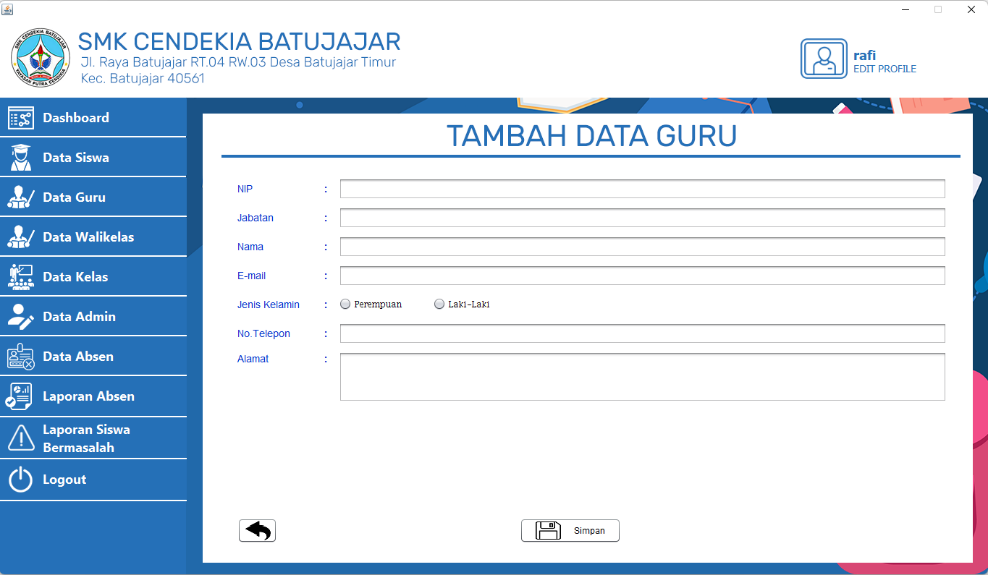 SMK CENDEKIA BATUJAJAR
Jl. Raya Batujajar RT.04 RW.03 Desa Batujajar Timur
Kec. Batujajar 40561
rafi
EDIT PROFILE
Dashboard
Data Siswa
Data Guru
Data Walikelas
Data Kelas
Data Admin
Data Absen
Laporan Absen
Laporan Siswa
Bermasalah
Logout
TAMBAH DATA GURU
NIP :
Jabatan :
Nama :
E-mail :
Jenis Kelamin : Perempuan Laki-Laki
No.Telepon :
Alamat :
Simpan